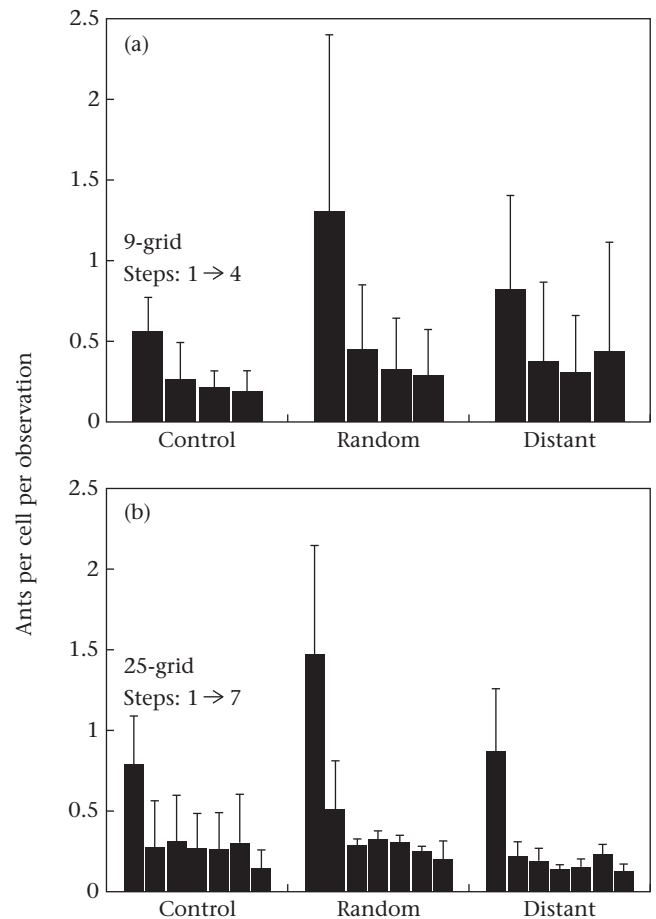 Ants per cell per observation
2.5
(a)
2
1.5
9-grid
1
Steps: 1 → 4
0.5
0
Control Random Distant
2.5
(b)
2
1.5
25-grid
Steps: 1 → 7
1
0.5
0
Control Random Distant